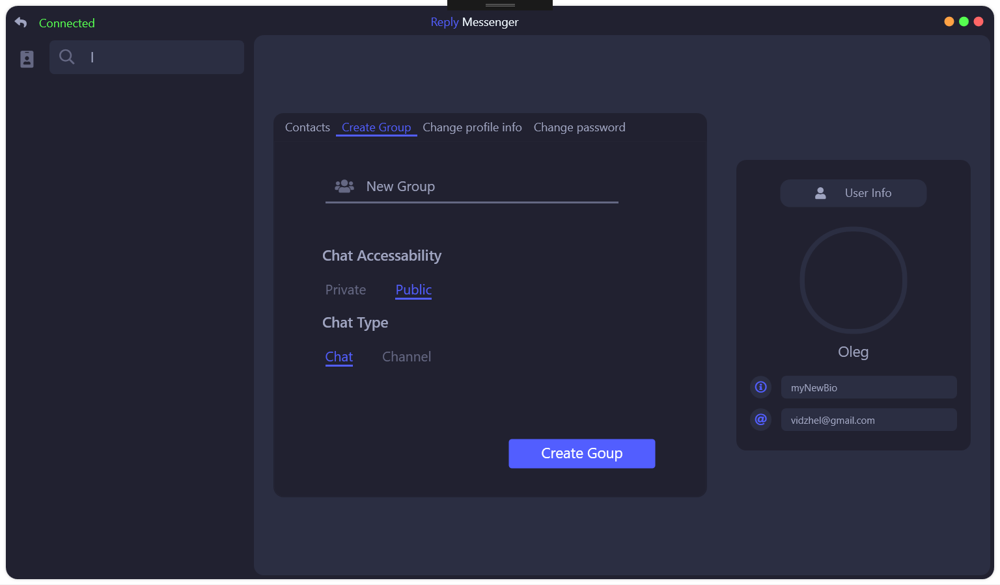 Connected
Reply Messenger
Contacts Create Group Change profile info Change password
New Group
Chat Accessability
Private Public
Chat Type
Chat Channel
Create Goup
User Info
Oleg
myNewBio
@ vidzhel@gmail.com